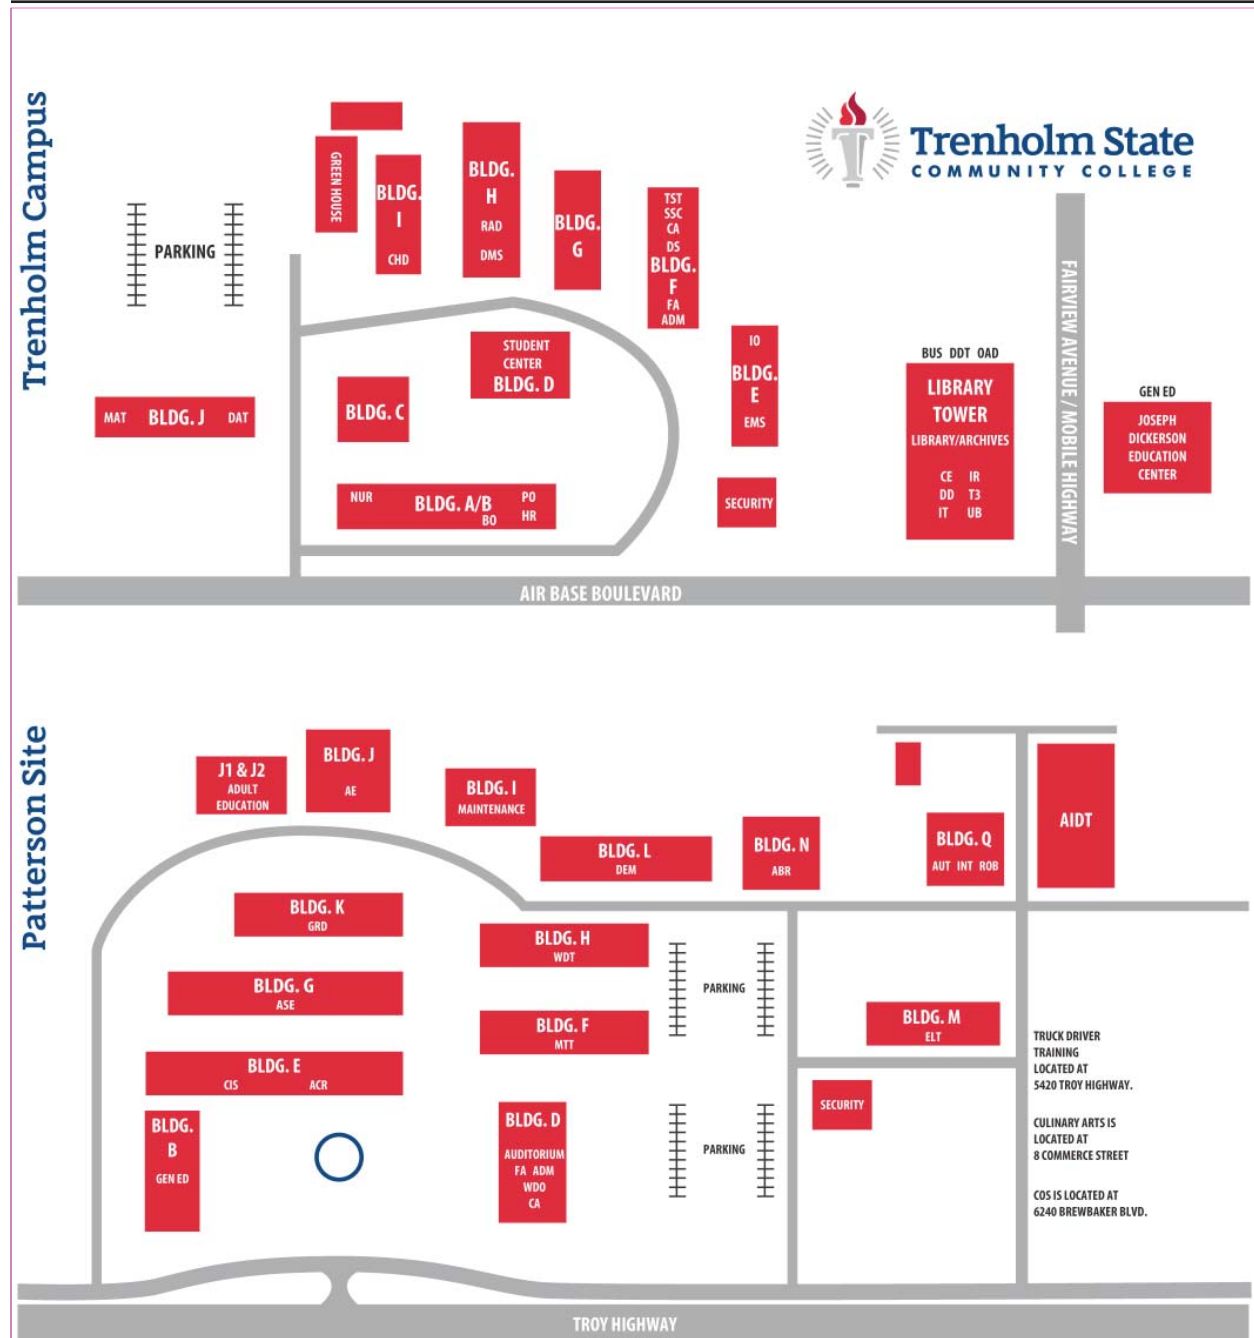 Trenholm Campus
Trenholm State
COMMUNITY COLLEGE
GREEN HOUSE
BLDG.
I
CHD
BLDG.
H
RAD
DMS
BLDG.
G
TST
SSC
CA
DS
BLDG.
F
FA
ADM
PARKING
STUDENT
CENTER
BLDG. D
IO
BLDG.
E
EMS
BUS DDT OAD
LIBRARY
TOWER
LIBRARY/ARCHIVES
CE IR
DD T3
IT UB
FAIRVIEW AVENUE / MOBILE HIGHWAY
GEN ED
JOSEPH
DICKERSON
EDUCATION
CENTER
MAT BLDG. J DAT
BLDG. C
NUR BLDG. A/B PO
BO HR
SECURITY
AIR BASE BOULEVARD
Patterson Site
J1 & J2
ADULT
EDUCATION
BLDG. J
AE
BLDG. I
MAINTENANCE
BLDG. L
DEM
BLDG. N
ABR
BLDG. Q
AUT INT ROB
AIDT
BLDG. K
GRD
BLDG. H
WDT
PARKING
BLDG. G
ASE
BLDG. F
MTT
BLDG. M
ELT
BLDG. E
CIS ACR
SECURITY
BLDG.
B
GEN ED
BLDG. D
AUDITORIUM
FA ADM
WDO
CA
PARKING
TRUCK DRIVER
TRAINING
LOCATED AT
5420 TROY HIGHWAY.
CULINARY ARTS IS
LOCATED AT
8 COMMERCE STREET
COS IS LOCATED AT
6240 BREWBAKER BLVD.
TROY HIGHWAY